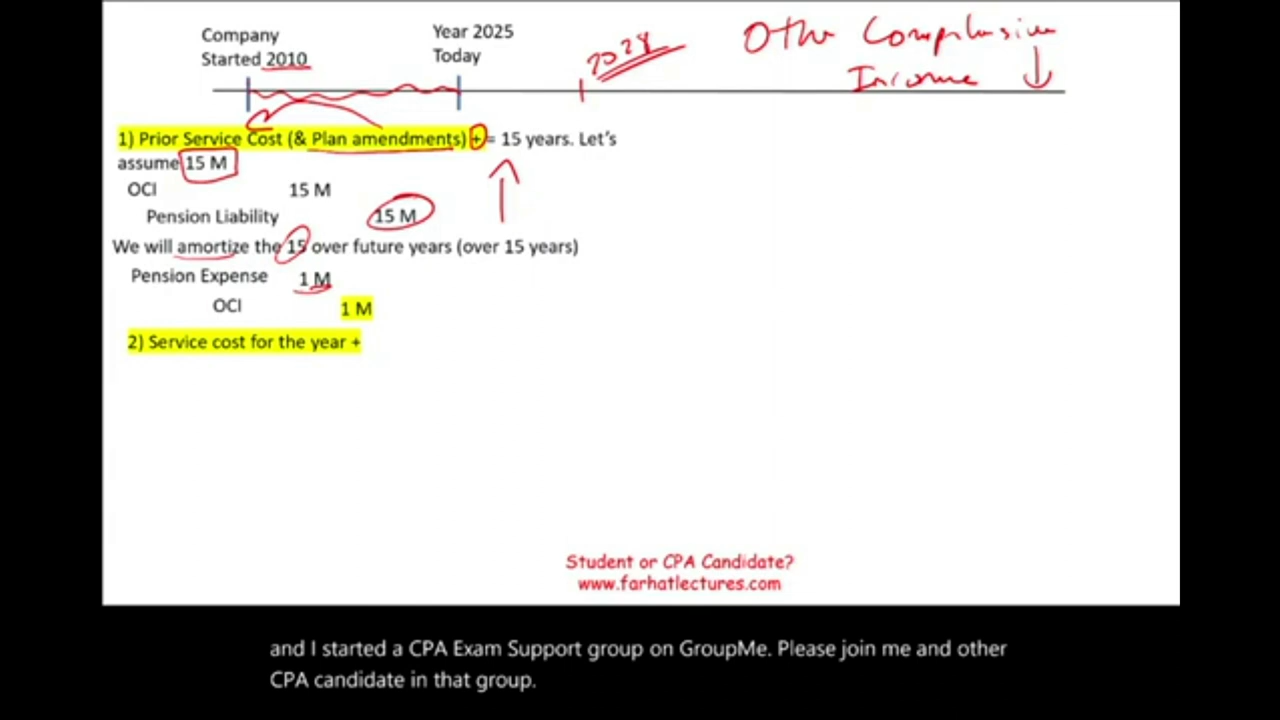 Company
Started 2010
Year 2025
Today
2028
Other Comprehensive
Income
1) Prior Service Cost (& Plan amendments) + = 15 years. Let's
assume 15 M
OCI 15 M
Pension Liability 15 M
We will amortize the 15 over future years (over 15 years)
Pension Expense 1 M
OCI 1 M
2) Service cost for the year +
Student or CPA Candidate?
www.farhatlectures.com
and I started a CPA Exam Support group on GroupMe. Please join me and other
CPA candidate in that group.